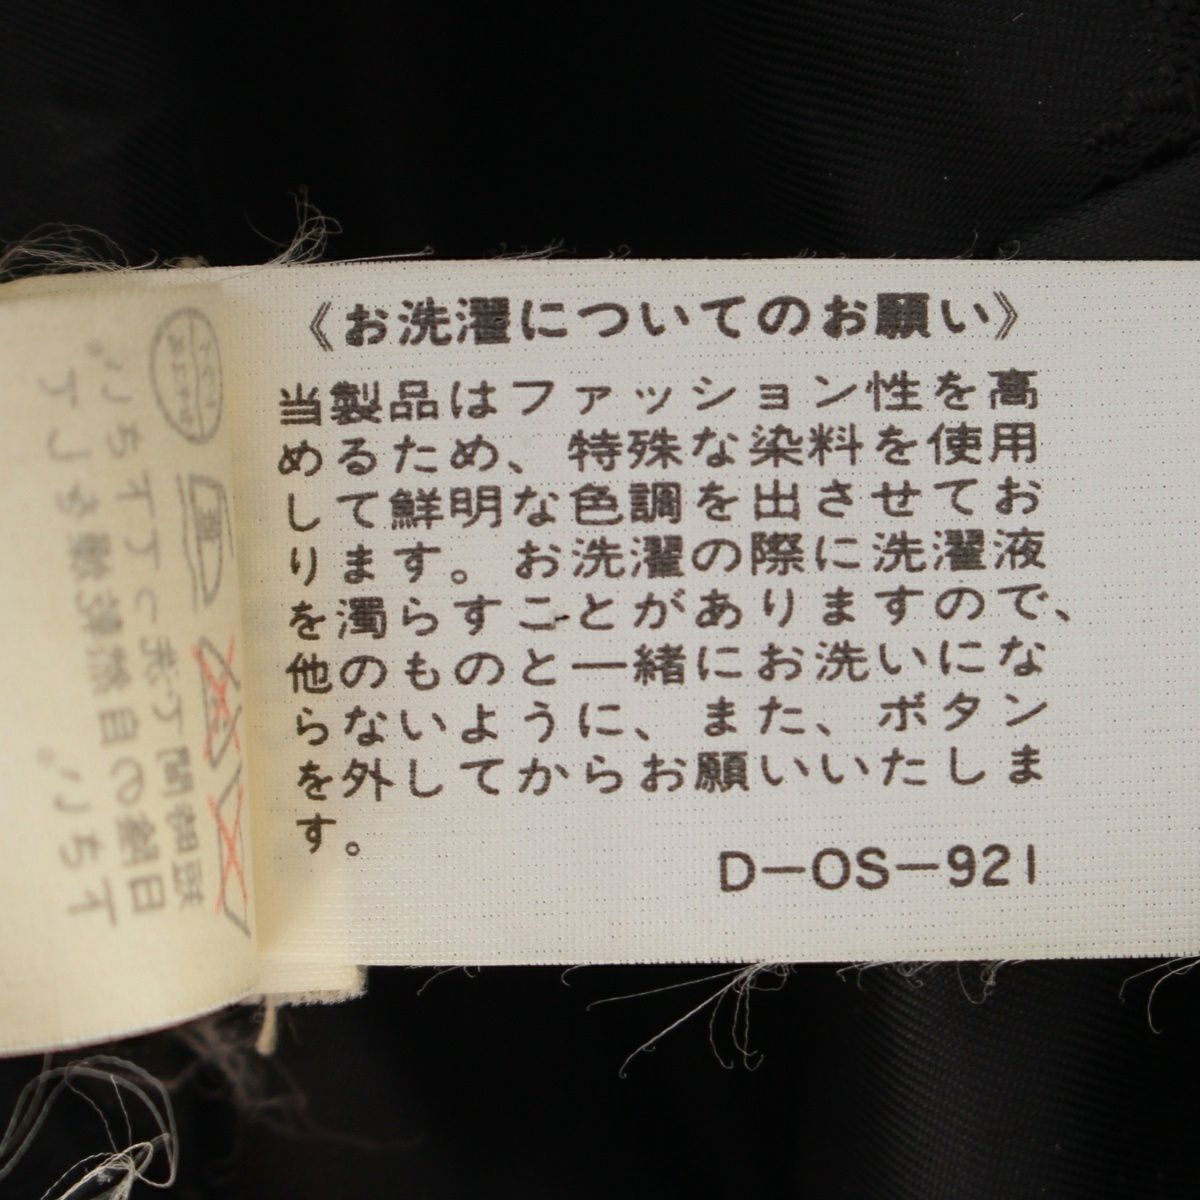 《お洗濯についてのお願い》
当製品はファッション性を高
めるため、特殊な染料を使用
して鮮明な色調を出させてお
ります。お洗濯の際に洗濯液
を濁らすことがありますので、
他のものと一緒にお洗いにな
らないように、また、ボタン
を外してからお願いいたしま
す。
D-OS-921